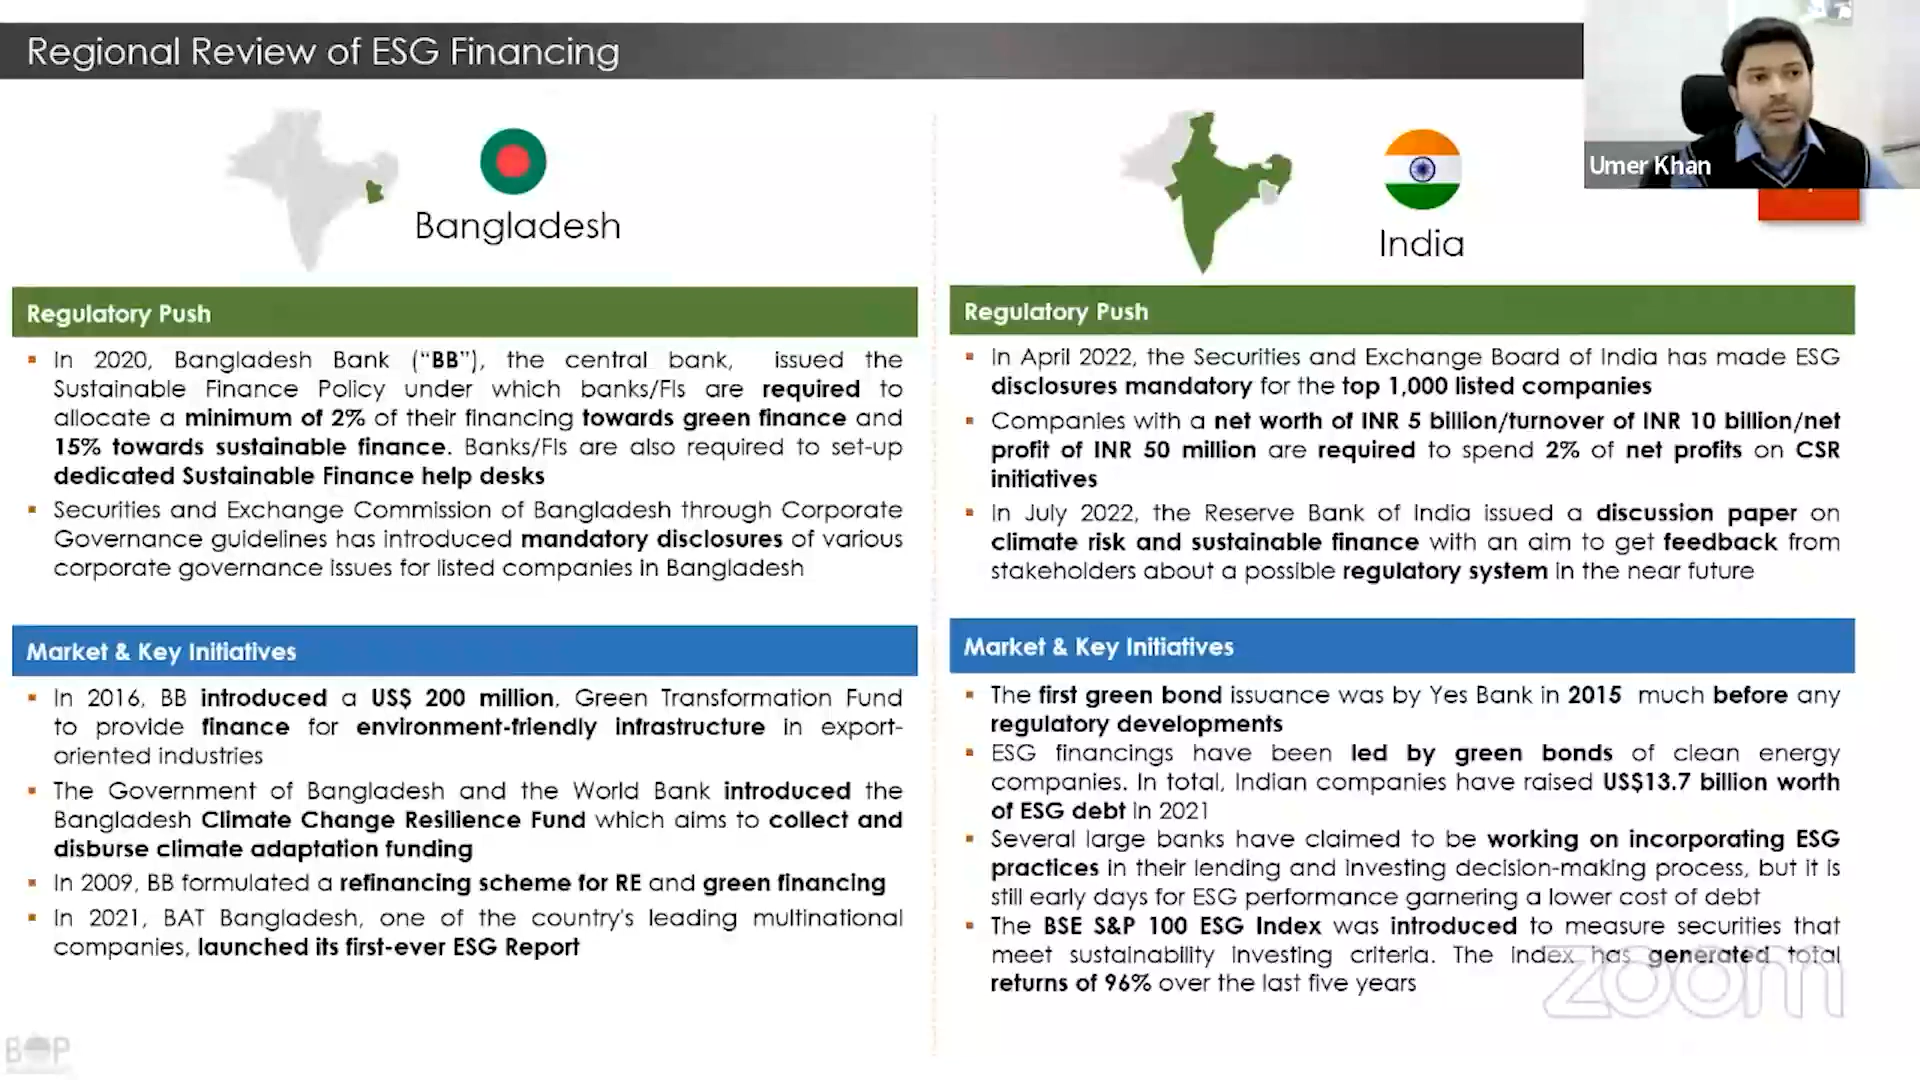 Regional Review of ESG Financing
Umer Khan
Bangladesh
Regulatory Push
▪ In 2020, Bangladesh Bank (“BB”), the central bank, issued the
Sustainable Finance Policy under which banks/FIs are required to
allocate a minimum of 2% of their financing towards green finance and
15% towards sustainable finance. Banks/FIs are also required to set-up
dedicated Sustainable Finance help desks
▪ Securities and Exchange Commission of Bangladesh through Corporate
Governance guidelines has introduced mandatory disclosures of various
corporate governance issues for listed companies in Bangladesh
Market & Key Initiatives
▪ In 2016, BB introduced a US$ 200 million, Green Transformation Fund
to provide finance for environment-friendly infrastructure in export-
oriented industries
▪ The Government of Bangladesh and the World Bank introduced the
Bangladesh Climate Change Resilience Fund which aims to collect and
disburse climate adaptation funding
▪ In 2009, BB formulated a refinancing scheme for RE and green financing
▪ In 2021, BAT Bangladesh, one of the country's leading multinational
companies, launched its first-ever ESG Report
India
Regulatory Push
▪ In April 2022, the Securities and Exchange Board of India has made ESG
disclosures mandatory for the top 1,000 listed companies
▪ Companies with a net worth of INR 5 billion/turnover of INR 10 billion/net
profit of INR 50 million are required to spend 2% of net profits on CSR
initiatives
▪ In July 2022, the Reserve Bank of India issued a discussion paper on
climate risk and sustainable finance with an aim to get feedback from
stakeholders about a possible regulatory system in the near future
Market & Key Initiatives
▪ The first green bond issuance was by Yes Bank in 2015 much before any
regulatory developments
▪ ESG financings have been led by green bonds of clean energy
companies. In total, Indian companies have raised US$13.7 billion worth
of ESG debt in 2021
▪ Several large banks have claimed to be working on incorporating ESG
practices in their lending and investing decision-making process, but it is
still early days for ESG performance garnering a lower cost of debt
▪ The BSE S&P 100 ESG Index was introduced to measure securities that
meet sustainability investing criteria. The index has generated total
returns of 96% over the last five years
zoom
BOP